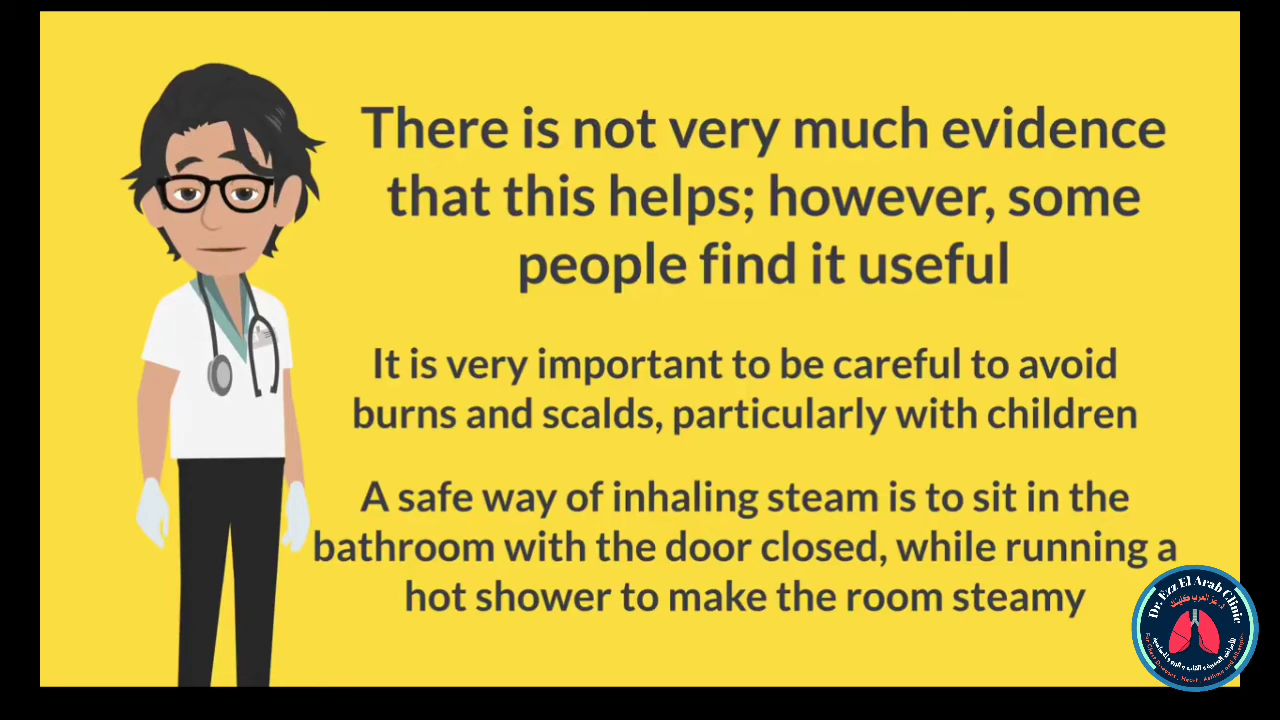 There is not very much evidence
that this helps; however, some
people find it useful
It is very important to be careful to avoid
burns and scalds, particularly with children
A safe way of inhaling steam is to sit in the
bathroom with the door closed, while running a
hot shower to make the room steamy
Dr. Ezz El Arab Clinic
د. عز العرب كلينك